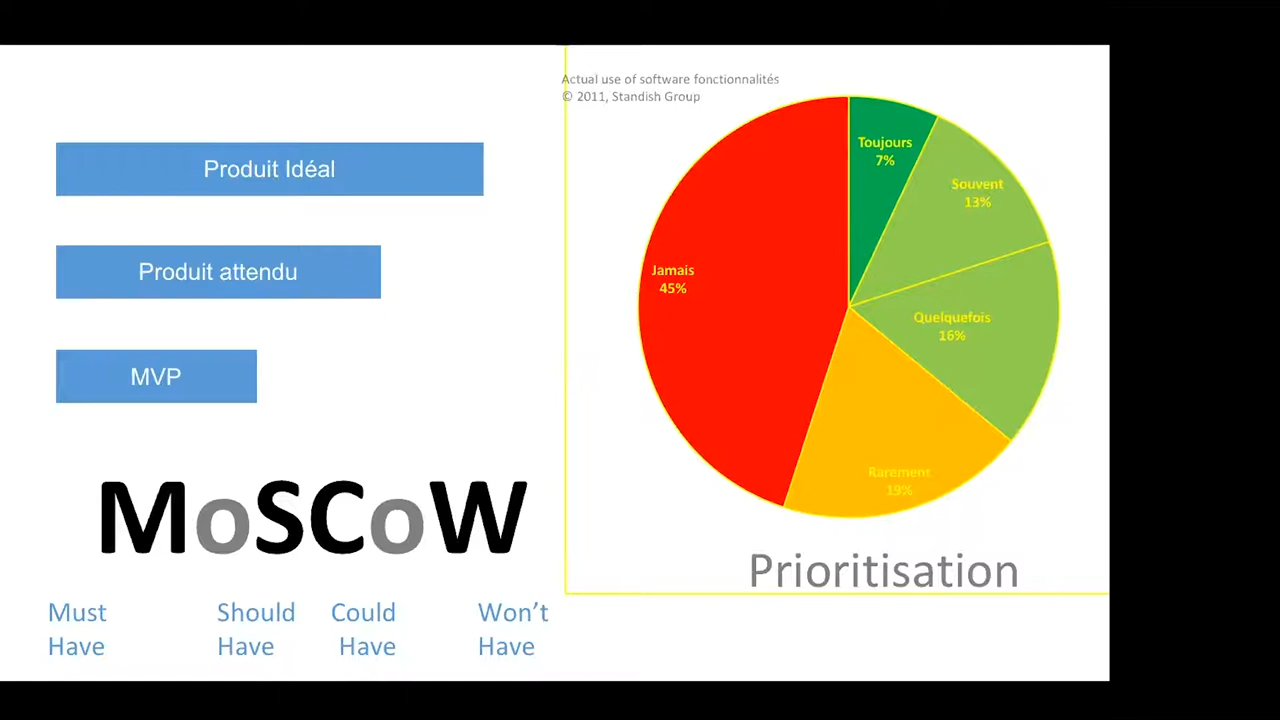 Actual use of software fonctionnalités
© 2011, Standish Group
Produit Idéal
Produit attendu
MVP
MoSCoW
Must
Have
Should
Have
Could
Have
Won't
Have
Toujours
7%
Souvent
13%
Quelquefois
16%
Rarement
19%
Jamais
45%
Prioritisation